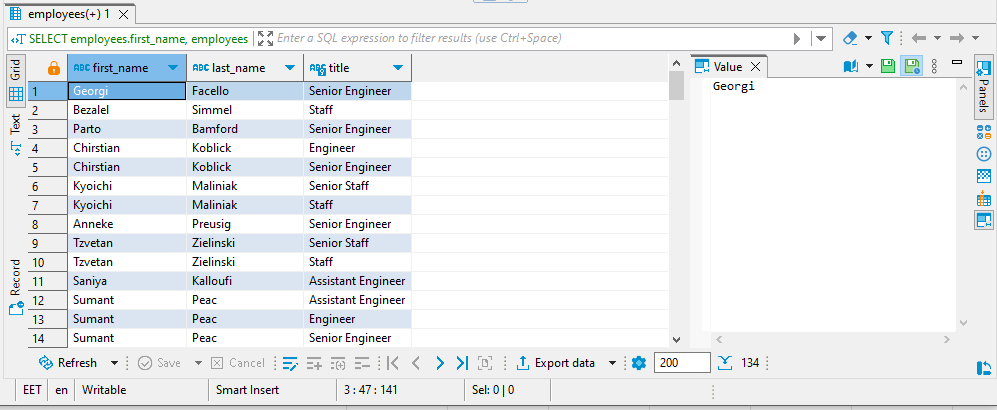 employees(+) 1
SELECT employees.first_name, employees
Enter a SQL expression to filter results (use Ctrl+Space)
Grid
Text
Record
ABC first_name ABC last_name ABC title
1 Georgi Facello Senior Engineer
2 Bezalel Simmel Staff
3 Parto Bamford Senior Engineer
4 Chirstian Koblick Engineer
5 Chirstian Koblick Senior Engineer
6 Kyoichi Maliniak Senior Staff
7 Kyoichi Maliniak Staff
8 Anneke Preusig Senior Engineer
9 Tzvetan Zielinski Senior Staff
10 Tzvetan Zielinski Staff
11 Saniya Kalloufi Assistant Engineer
12 Sumant Peac Assistant Engineer
13 Sumant Peac Engineer
14 Sumant Peac Senior Engineer
Value
Georgi
Panels
Refresh Save Cancel Export data 200 134
EET en Writable Smart Insert 3 : 47 : 141 Sel: 0 | 0